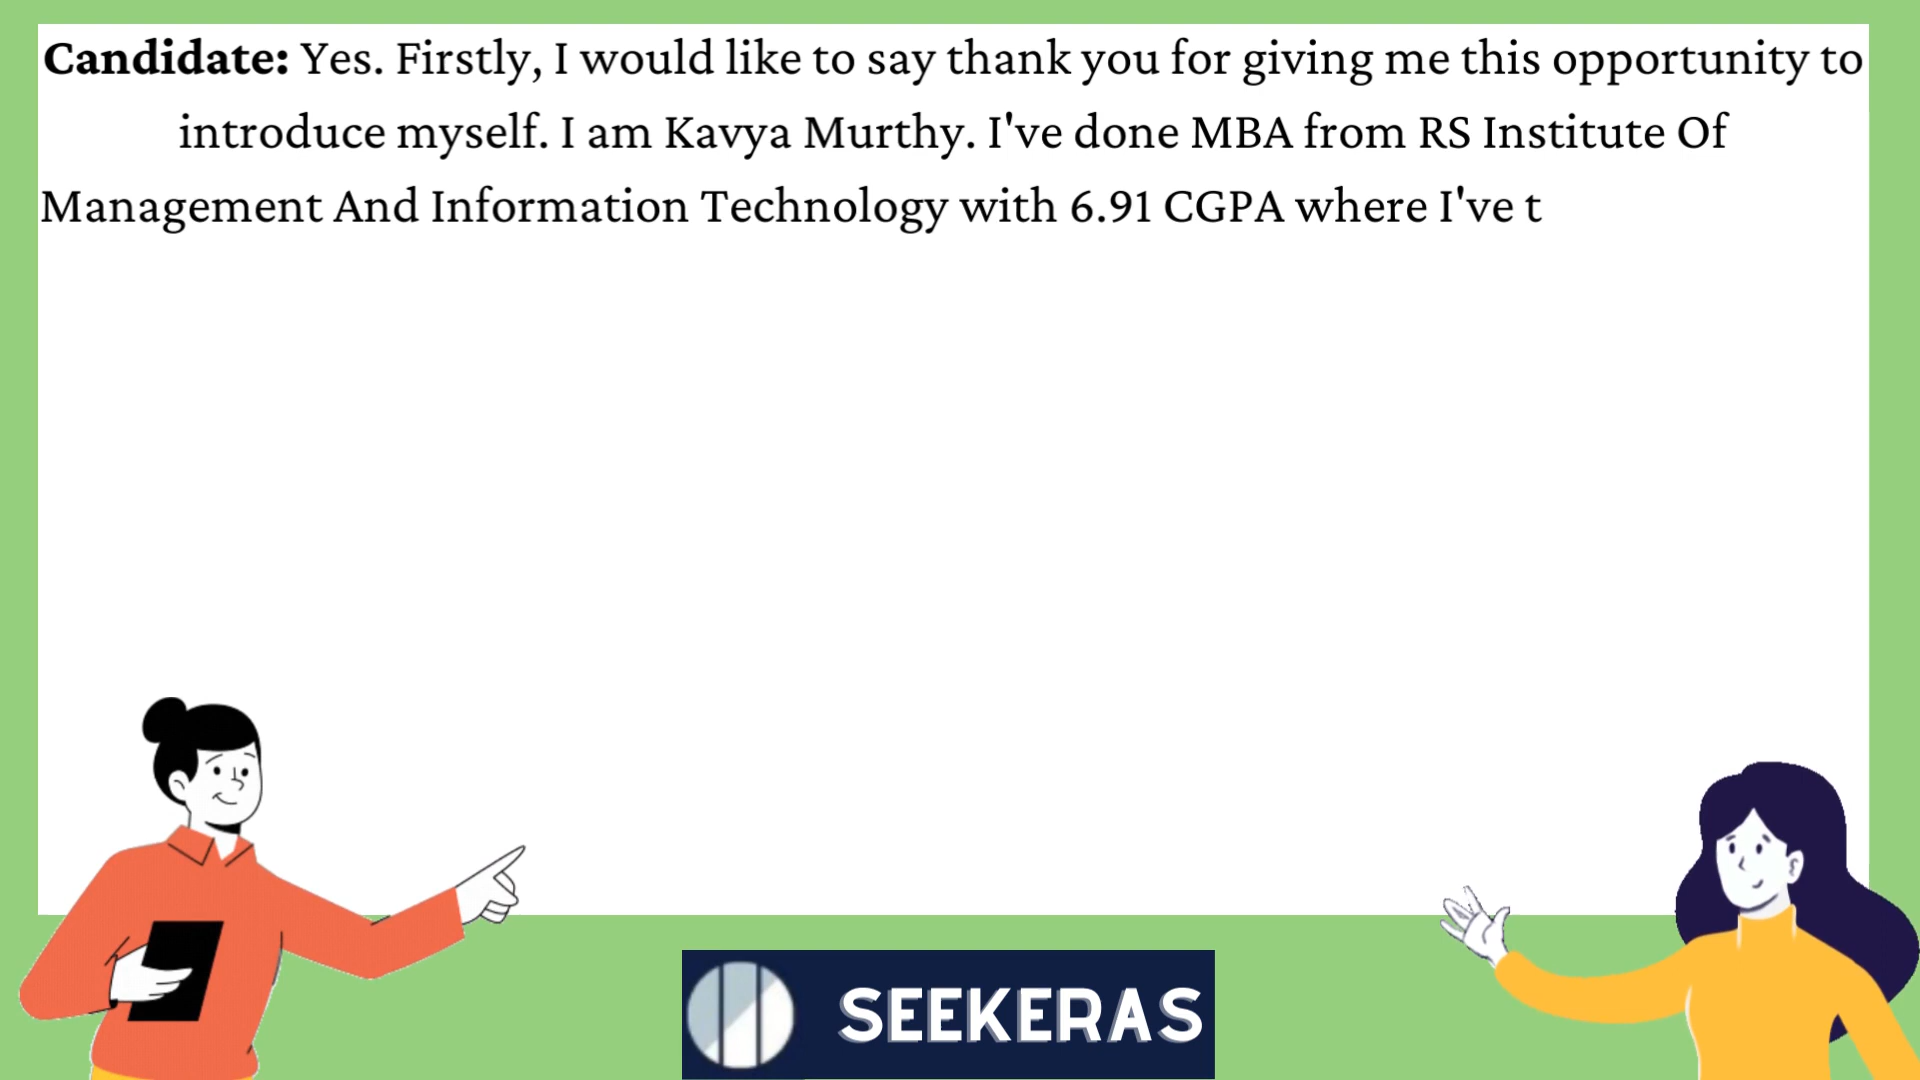 Candidate: Yes. Firstly, I would like to say thank you for giving me this opportunity to
introduce myself. I am Kavya Murthy. I've done MBA from RS Institute Of
Management And Information Technology with 6.91 CGPA where I've t
SEEKERAS